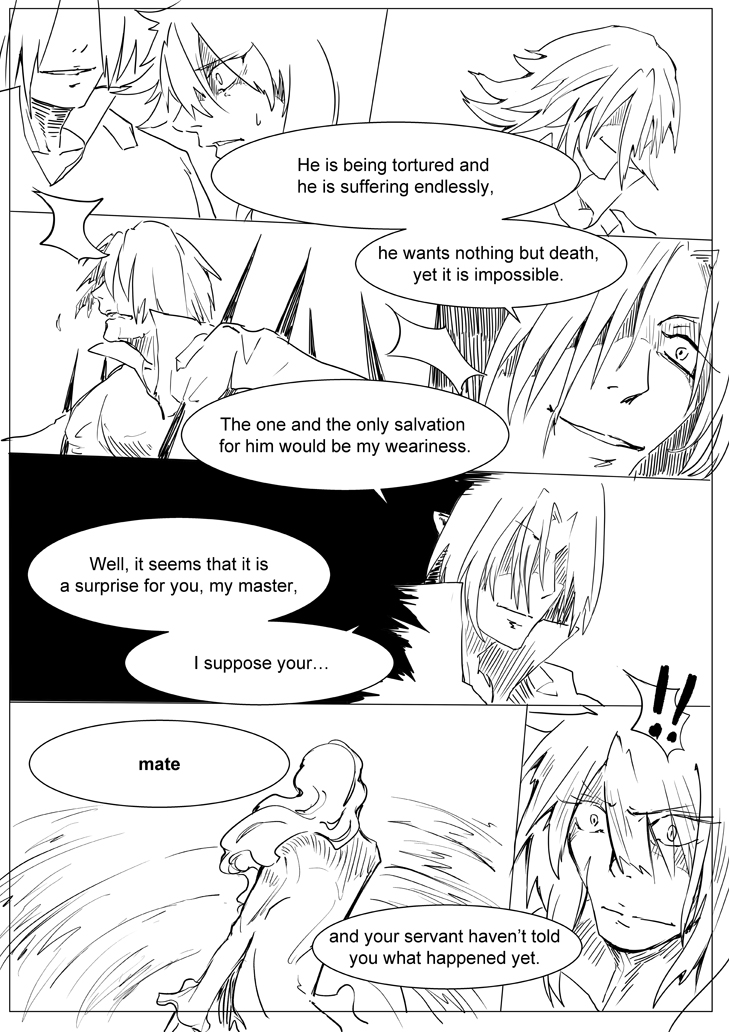 He is being tortured and
he is suffering endlessly,
he wants nothing but death,
yet it is impossible.
The one and the only salvation
for him would be my weariness.
Well, it seems that it is
a surprise for you, my master,
I suppose your...
!!
mate
and your servant haven't told
you what happened yet.